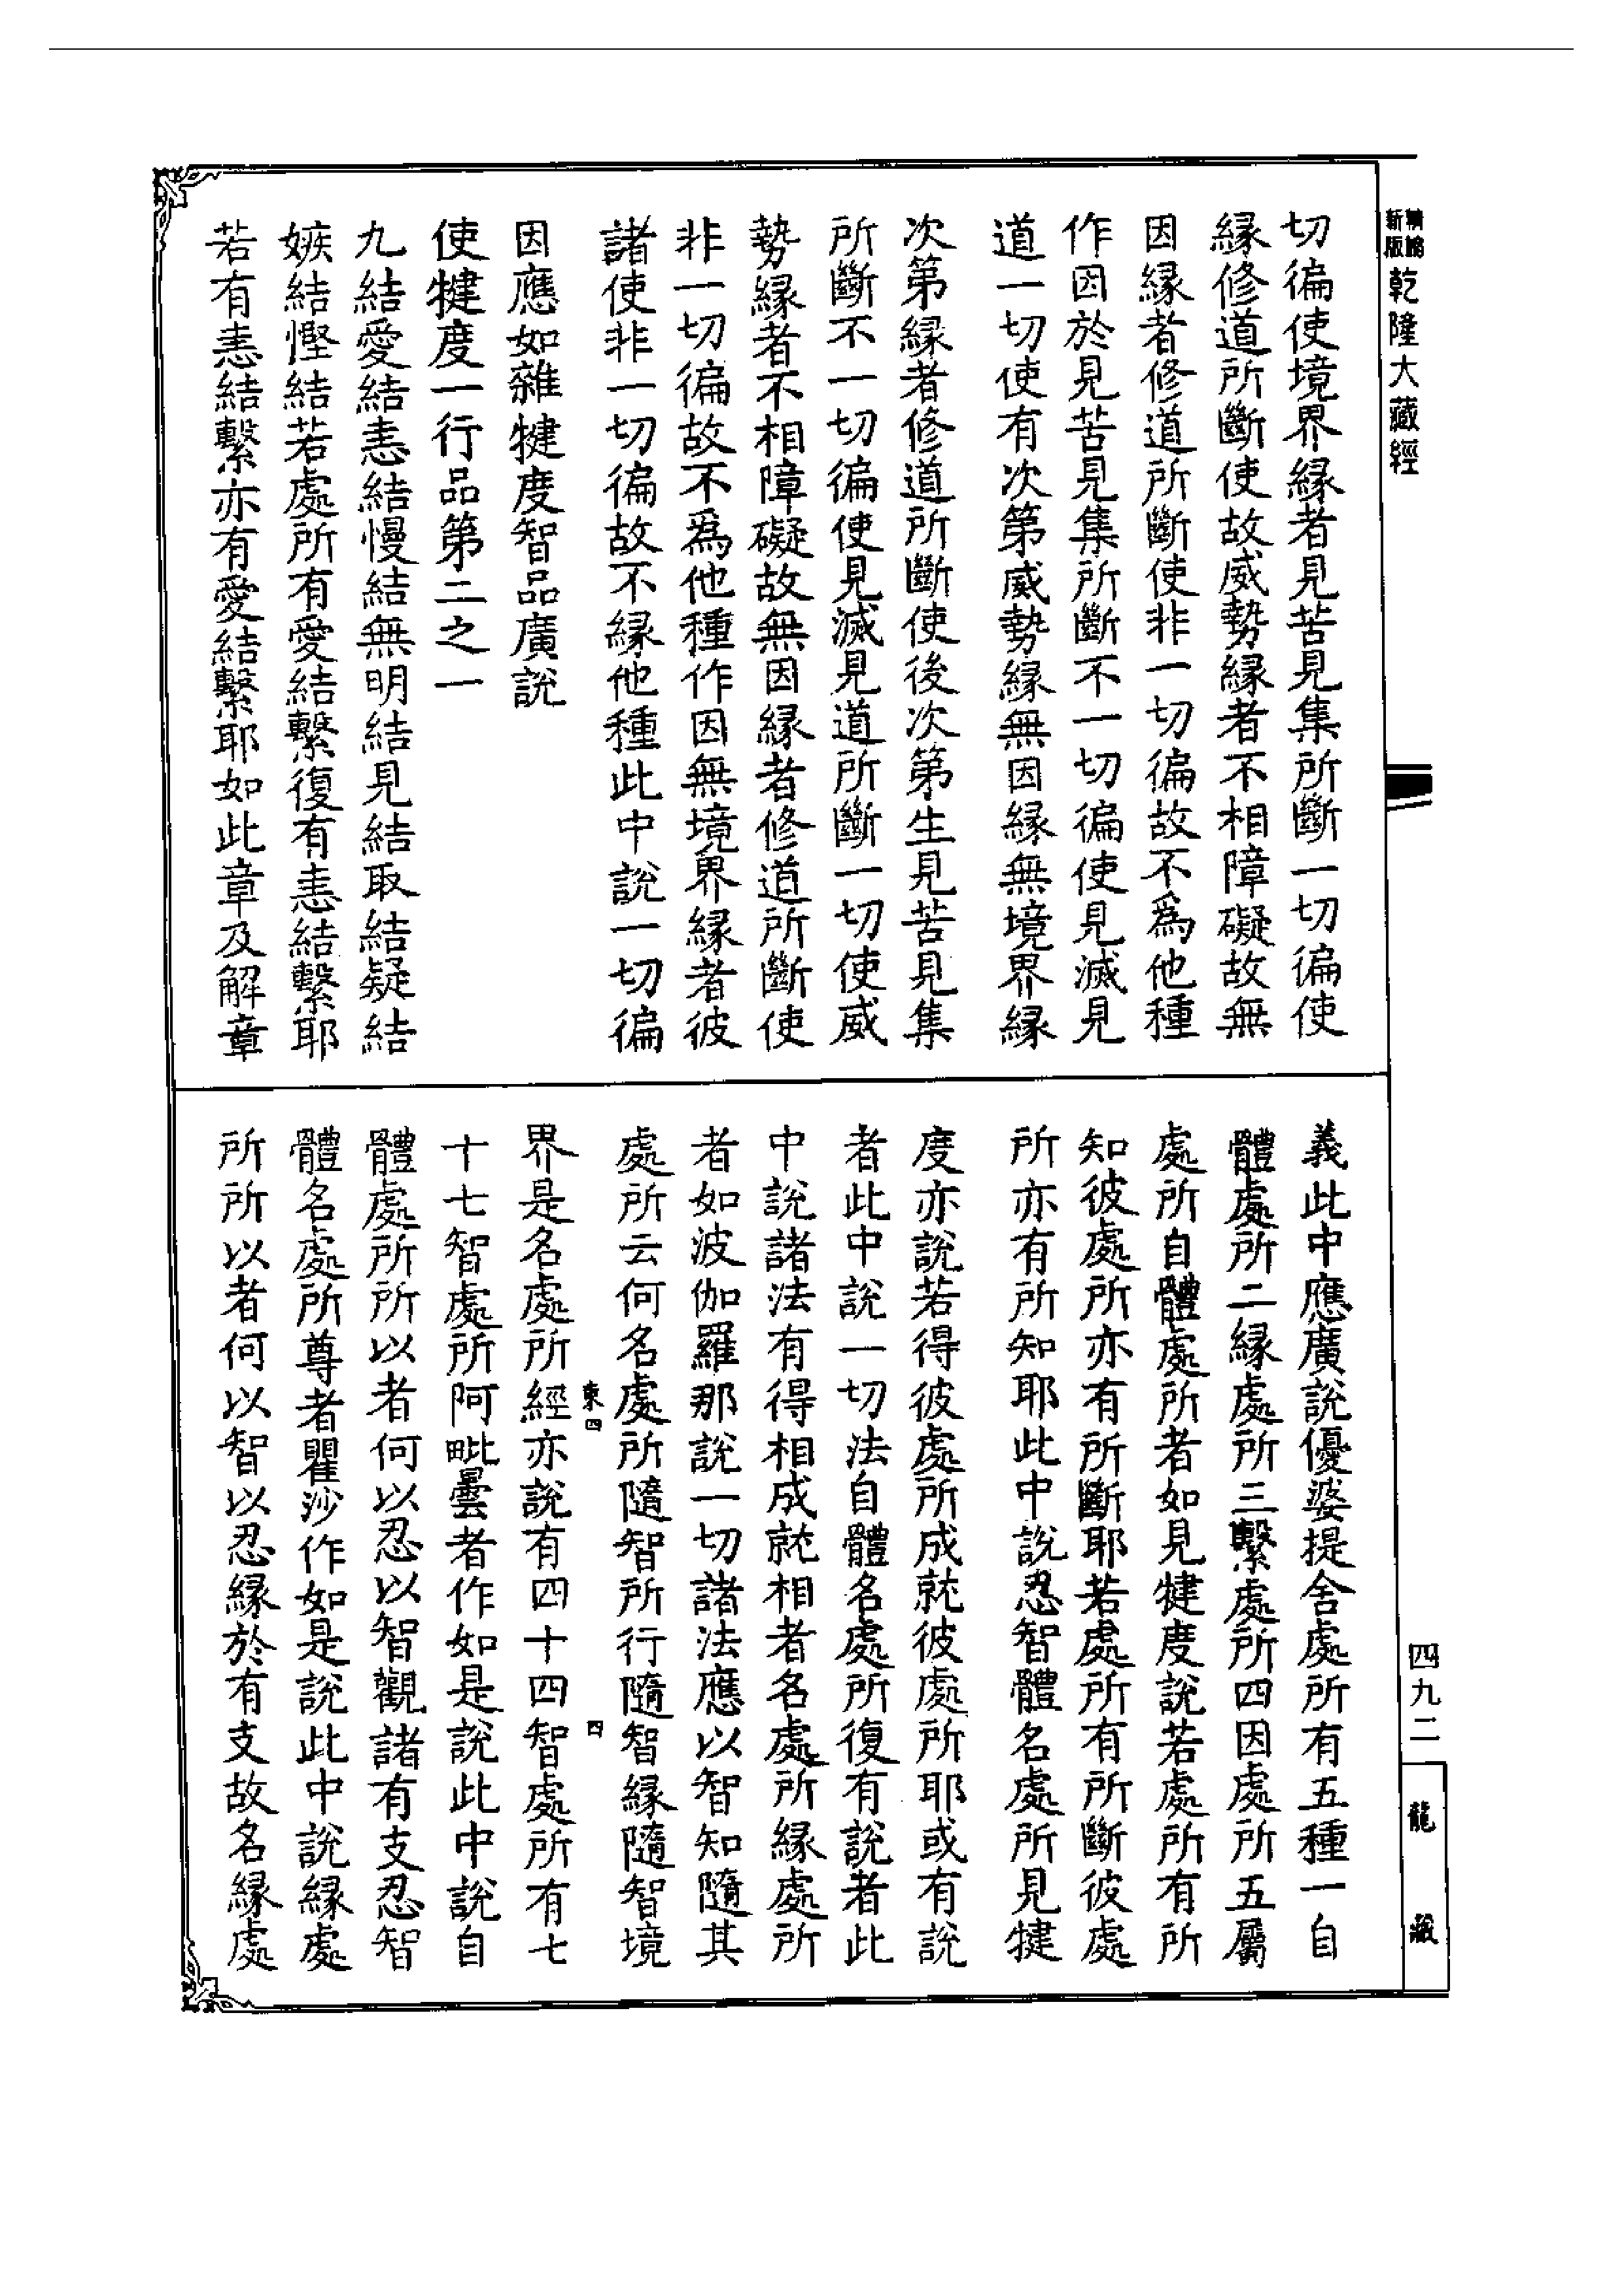 精編
新版
乾隆大藏經
切徧使境界緣者見苦見集所斷一切徧使
緣修道所斷使故威勢緣者不相障礙故無
因緣者修道所斷使非一切徧故不爲他種
作因於見苦見集所斷不一切徧使見滅見
道一切使有次第威勢緣無因緣無境界緣
次第緣者修道所斷使後次第生見苦見集
所斷不一切徧使見滅見道所斷一切使威
勢緣者不相障礙故無因緣者修道所斷使
非一切徧故不爲他種作因無境界緣者彼
諸使非一切徧故不緣他種此中說一切徧
因應如雜犍度智品廣說
使犍度一行品第二之一
九結愛結恚結慢結無明結見結取結疑結
嫉結慳結若處所有愛結繫復有恚結繫耶
若有恚結繫亦有愛結繫耶如此章及解章
義此中應廣說優婆提舍處所有五種一自
體處所二緣處所三繫處所四因處所五屬
處所自體處所者如見犍度說若處所有所
知彼處所亦有所斷耶若處所有所斷彼處
所亦有所知耶此中說忍智體名處所見犍
度亦說若得彼處所成就彼處所耶或有說
者此中說一切法自體名處所復有說者此
中說諸法有得相成就相者名處所緣處所
者如波伽羅那說一切諸法應以智知隨其
處所云何名處所隨智所行隨智緣隨智境
東四
四
界是名處所經亦說有四十四智處所有七
十七智處所阿毗曇者作如是說此中說自
體處所所以者何以忍以智觀諸有支忍智
體名處所尊者瞿沙作如是說此中說緣處
所所以者何以智以忍緣於有支故名緣處
四九二
龍藏